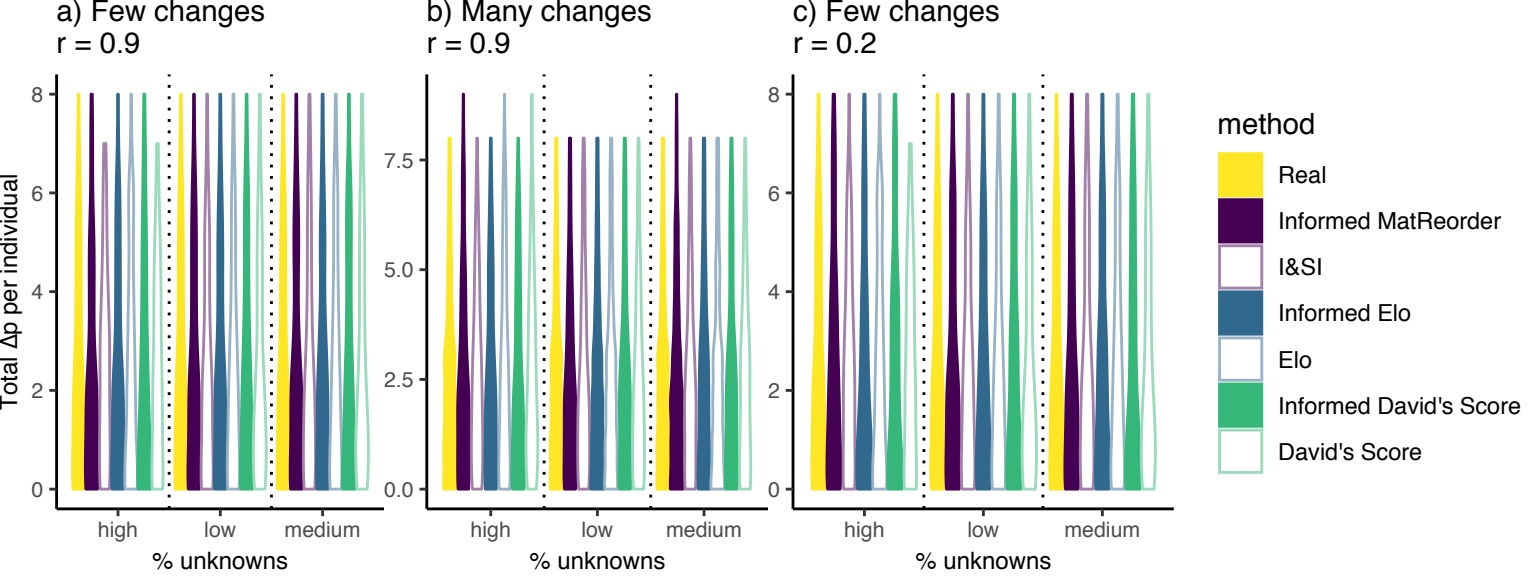 a) Few changes
r = 0.9
b) Many changes
r = 0.9
c) Few changes
r = 0.2
Total Δp per individual
8
6
4
2
0
high
low
medium
% unknowns
7.5
5.0
2.5
0.0
high
low
medium
% unknowns
8
6
4
2
0
high
low
medium
% unknowns
method
Real
Informed MatReorder
I&SI
Informed Elo
Elo
Informed David's Score
David's Score